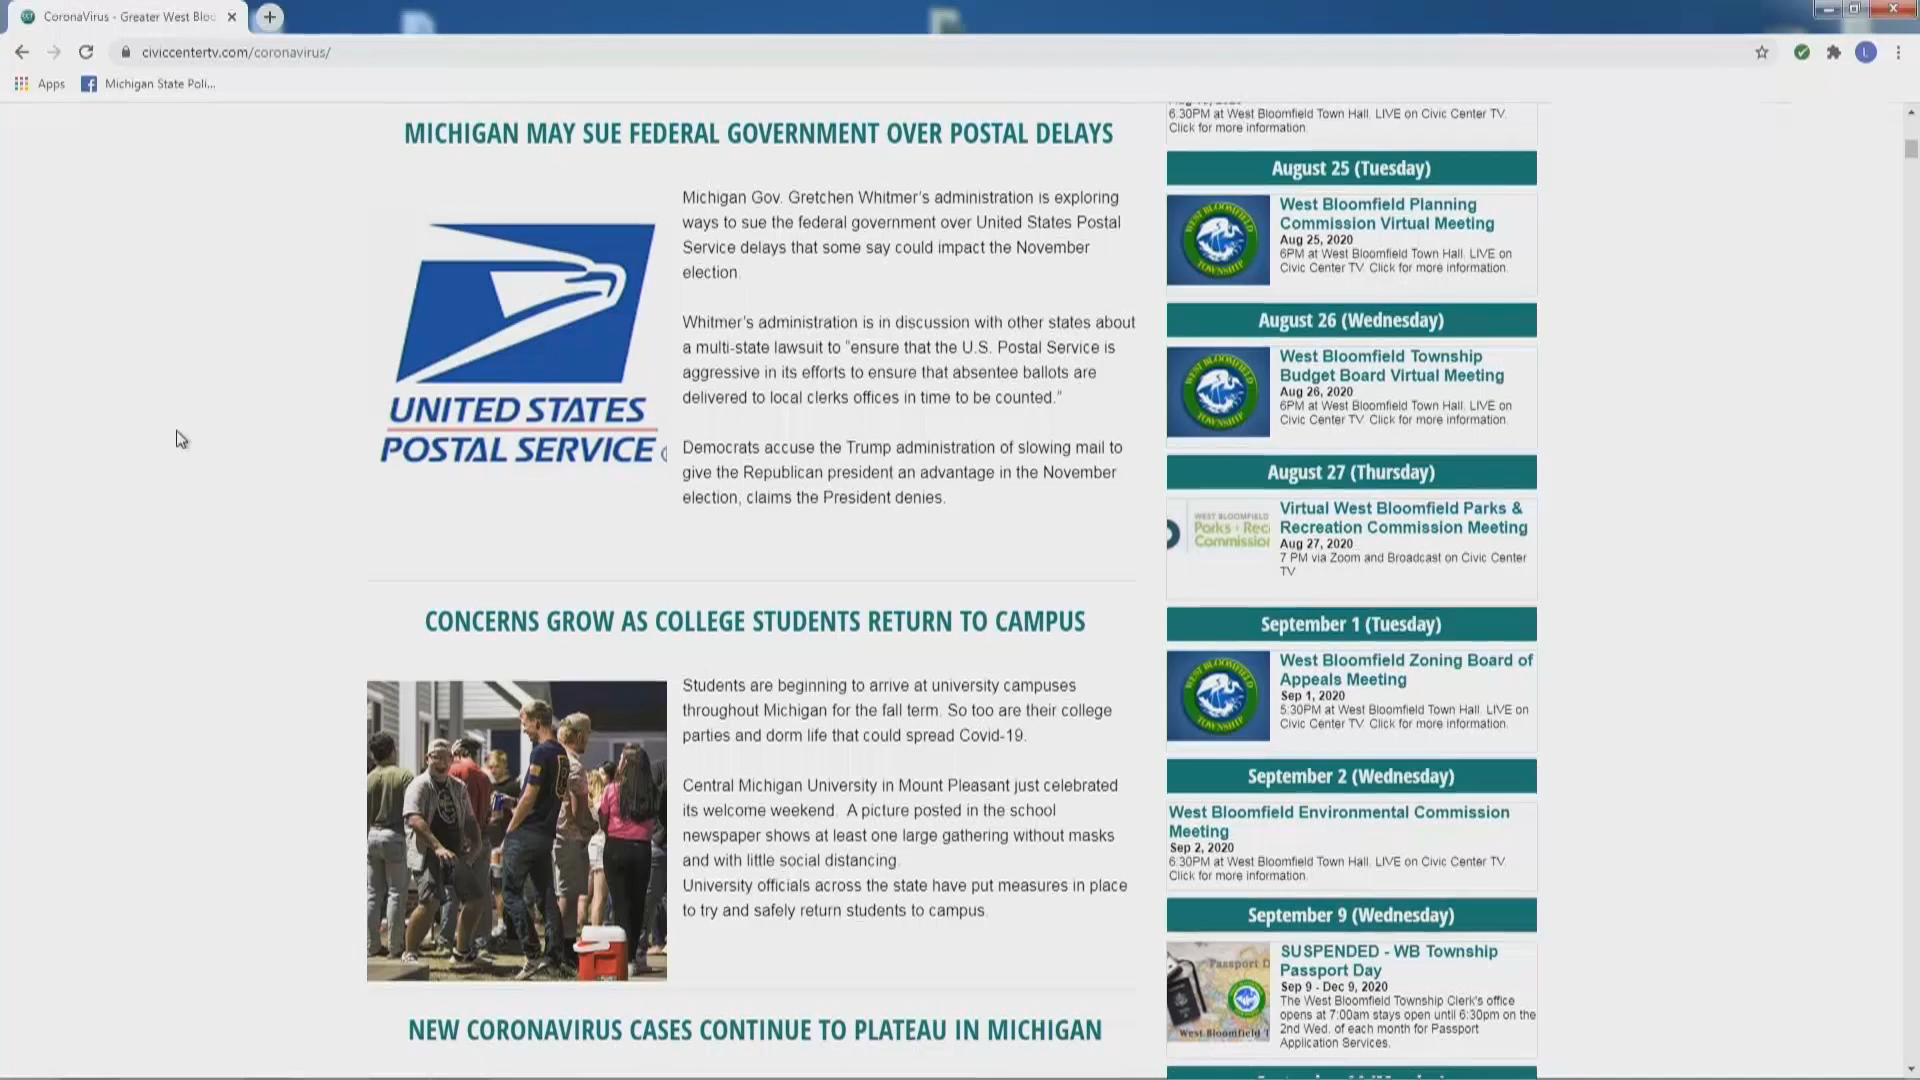 CoronaVirus - Greater West Bloo
civiccentertv.com/coronavirus/
L
Apps
Michigan State Poli...
MICHIGAN MAY SUE FEDERAL GOVERNMENT OVER POSTAL DELAYS
UNITED STATES
POSTAL SERVICE
Michigan Gov. Gretchen Whitmer's administration is exploring
ways to sue the federal government over United States Postal
Service delays that some say could impact the November
election.
Whitmer's administration is in discussion with other states about
a multi-state lawsuit to "ensure that the U.S. Postal Service is
aggressive in its efforts to ensure that absentee ballots are
delivered to local clerks offices in time to be counted."
Democrats accuse the Trump administration of slowing mail to
give the Republican president an advantage in the November
election, claims the President denies.
CONCERNS GROW AS COLLEGE STUDENTS RETURN TO CAMPUS
Students are beginning to arrive at university campuses
throughout Michigan for the fall term. So too are their college
parties and dorm life that could spread Covid-19.
Central Michigan University in Mount Pleasant just celebrated
its welcome weekend. A picture posted in the school
newspaper shows at least one large gathering without masks
and with little social distancing.
University officials across the state have put measures in place
to try and safely return students to campus.
NEW CORONAVIRUS CASES CONTINUE TO PLATEAU IN MICHIGAN
6:30PM at West Bloomfield Town Hall. LIVE on Civic Center TV.
Click for more information.
August 25 (Tuesday)
WEST BLOOMFIELD
TOWNSHIP
West Bloomfield Planning
Commission Virtual Meeting
Aug 25, 2020
6PM at West Bloomfield Town Hall. LIVE on
Civic Center TV. Click for more information.
August 26 (Wednesday)
WEST BLOOMFIELD
TOWNSHIP
West Bloomfield Township
Budget Board Virtual Meeting
Aug 26, 2020
6PM at West Bloomfield Town Hall. LIVE on
Civic Center TV. Click for more information.
August 27 (Thursday)
WEST BLOOMFIELD
Parks · Rec
Commission
Virtual West Bloomfield Parks &
Recreation Commission Meeting
Aug 27, 2020
7 PM via Zoom and Broadcast on Civic Center
TV
September 1 (Tuesday)
WEST BLOOMFIELD
TOWNSHIP
West Bloomfield Zoning Board of
Appeals Meeting
Sep 1, 2020
5:30PM at West Bloomfield Town Hall. LIVE on
Civic Center TV. Click for more information.
September 2 (Wednesday)
West Bloomfield Environmental Commission
Meeting
Sep 2, 2020
6:30PM at West Bloomfield Town Hall. LIVE on Civic Center TV.
Click for more information.
September 9 (Wednesday)
Passport D
West Bloomfield T
SUSPENDED - WB Township
Passport Day
Sep 9 - Dec 9, 2020
The West Bloomfield Township Clerk's office
opens at 7:00am stays open until 6:30pm on the
2nd Wed. of each month for Passport
Application Services.